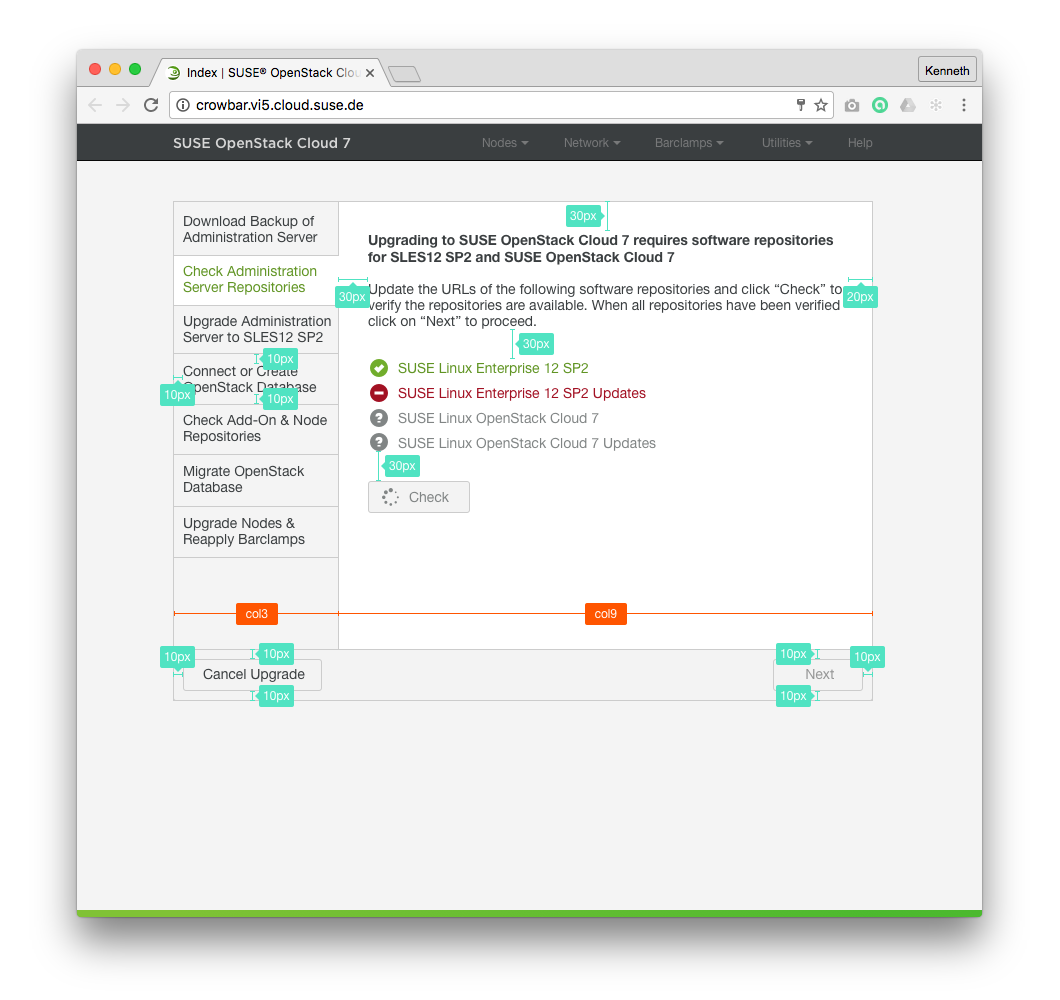 Index | SUSE® OpenStack Clou
Kenneth
crowbar.vi5.cloud.suse.de
SUSE OpenStack Cloud 7
Nodes
Network
Barclamps
Utilities
Help
Download Backup of
Administration Server
Check Administration
Server Repositories
Upgrade Administration
Server to SLES12 SP2
10px
Connect or Create
OpenStack Database
10px
10px
Check Add-On & Node
Repositories
Migrate OpenStack
Database
Upgrade Nodes &
Reapply Barclamps
30px
Upgrading to SUSE OpenStack Cloud 7 requires software repositories
for SLES12 SP2 and SUSE OpenStack Cloud 7
30px
20px
Update the URLs of the following software repositories and click “Check” to
verify the repositories are available. When all repositories have been verified
click on “Next” to proceed.
30px
SUSE Linux Enterprise 12 SP2
SUSE Linux Enterprise 12 SP2 Updates
SUSE Linux OpenStack Cloud 7
SUSE Linux OpenStack Cloud 7 Updates
30px
Check
col3
col9
10px
10px
Cancel Upgrade
10px
10px
10px
Next
10px